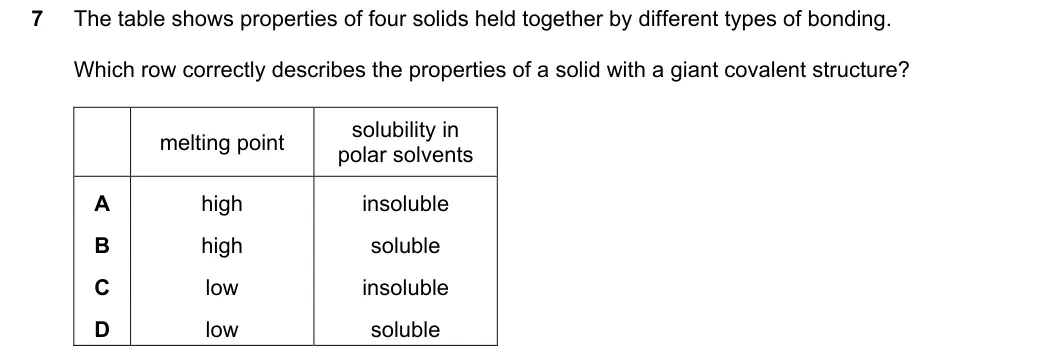 7 The table shows properties of four solids held together by different types of bonding.
Which row correctly describes the properties of a solid with a giant covalent structure?
melting point solubility in
polar solvents
A high insoluble
B high soluble
C low insoluble
D low soluble